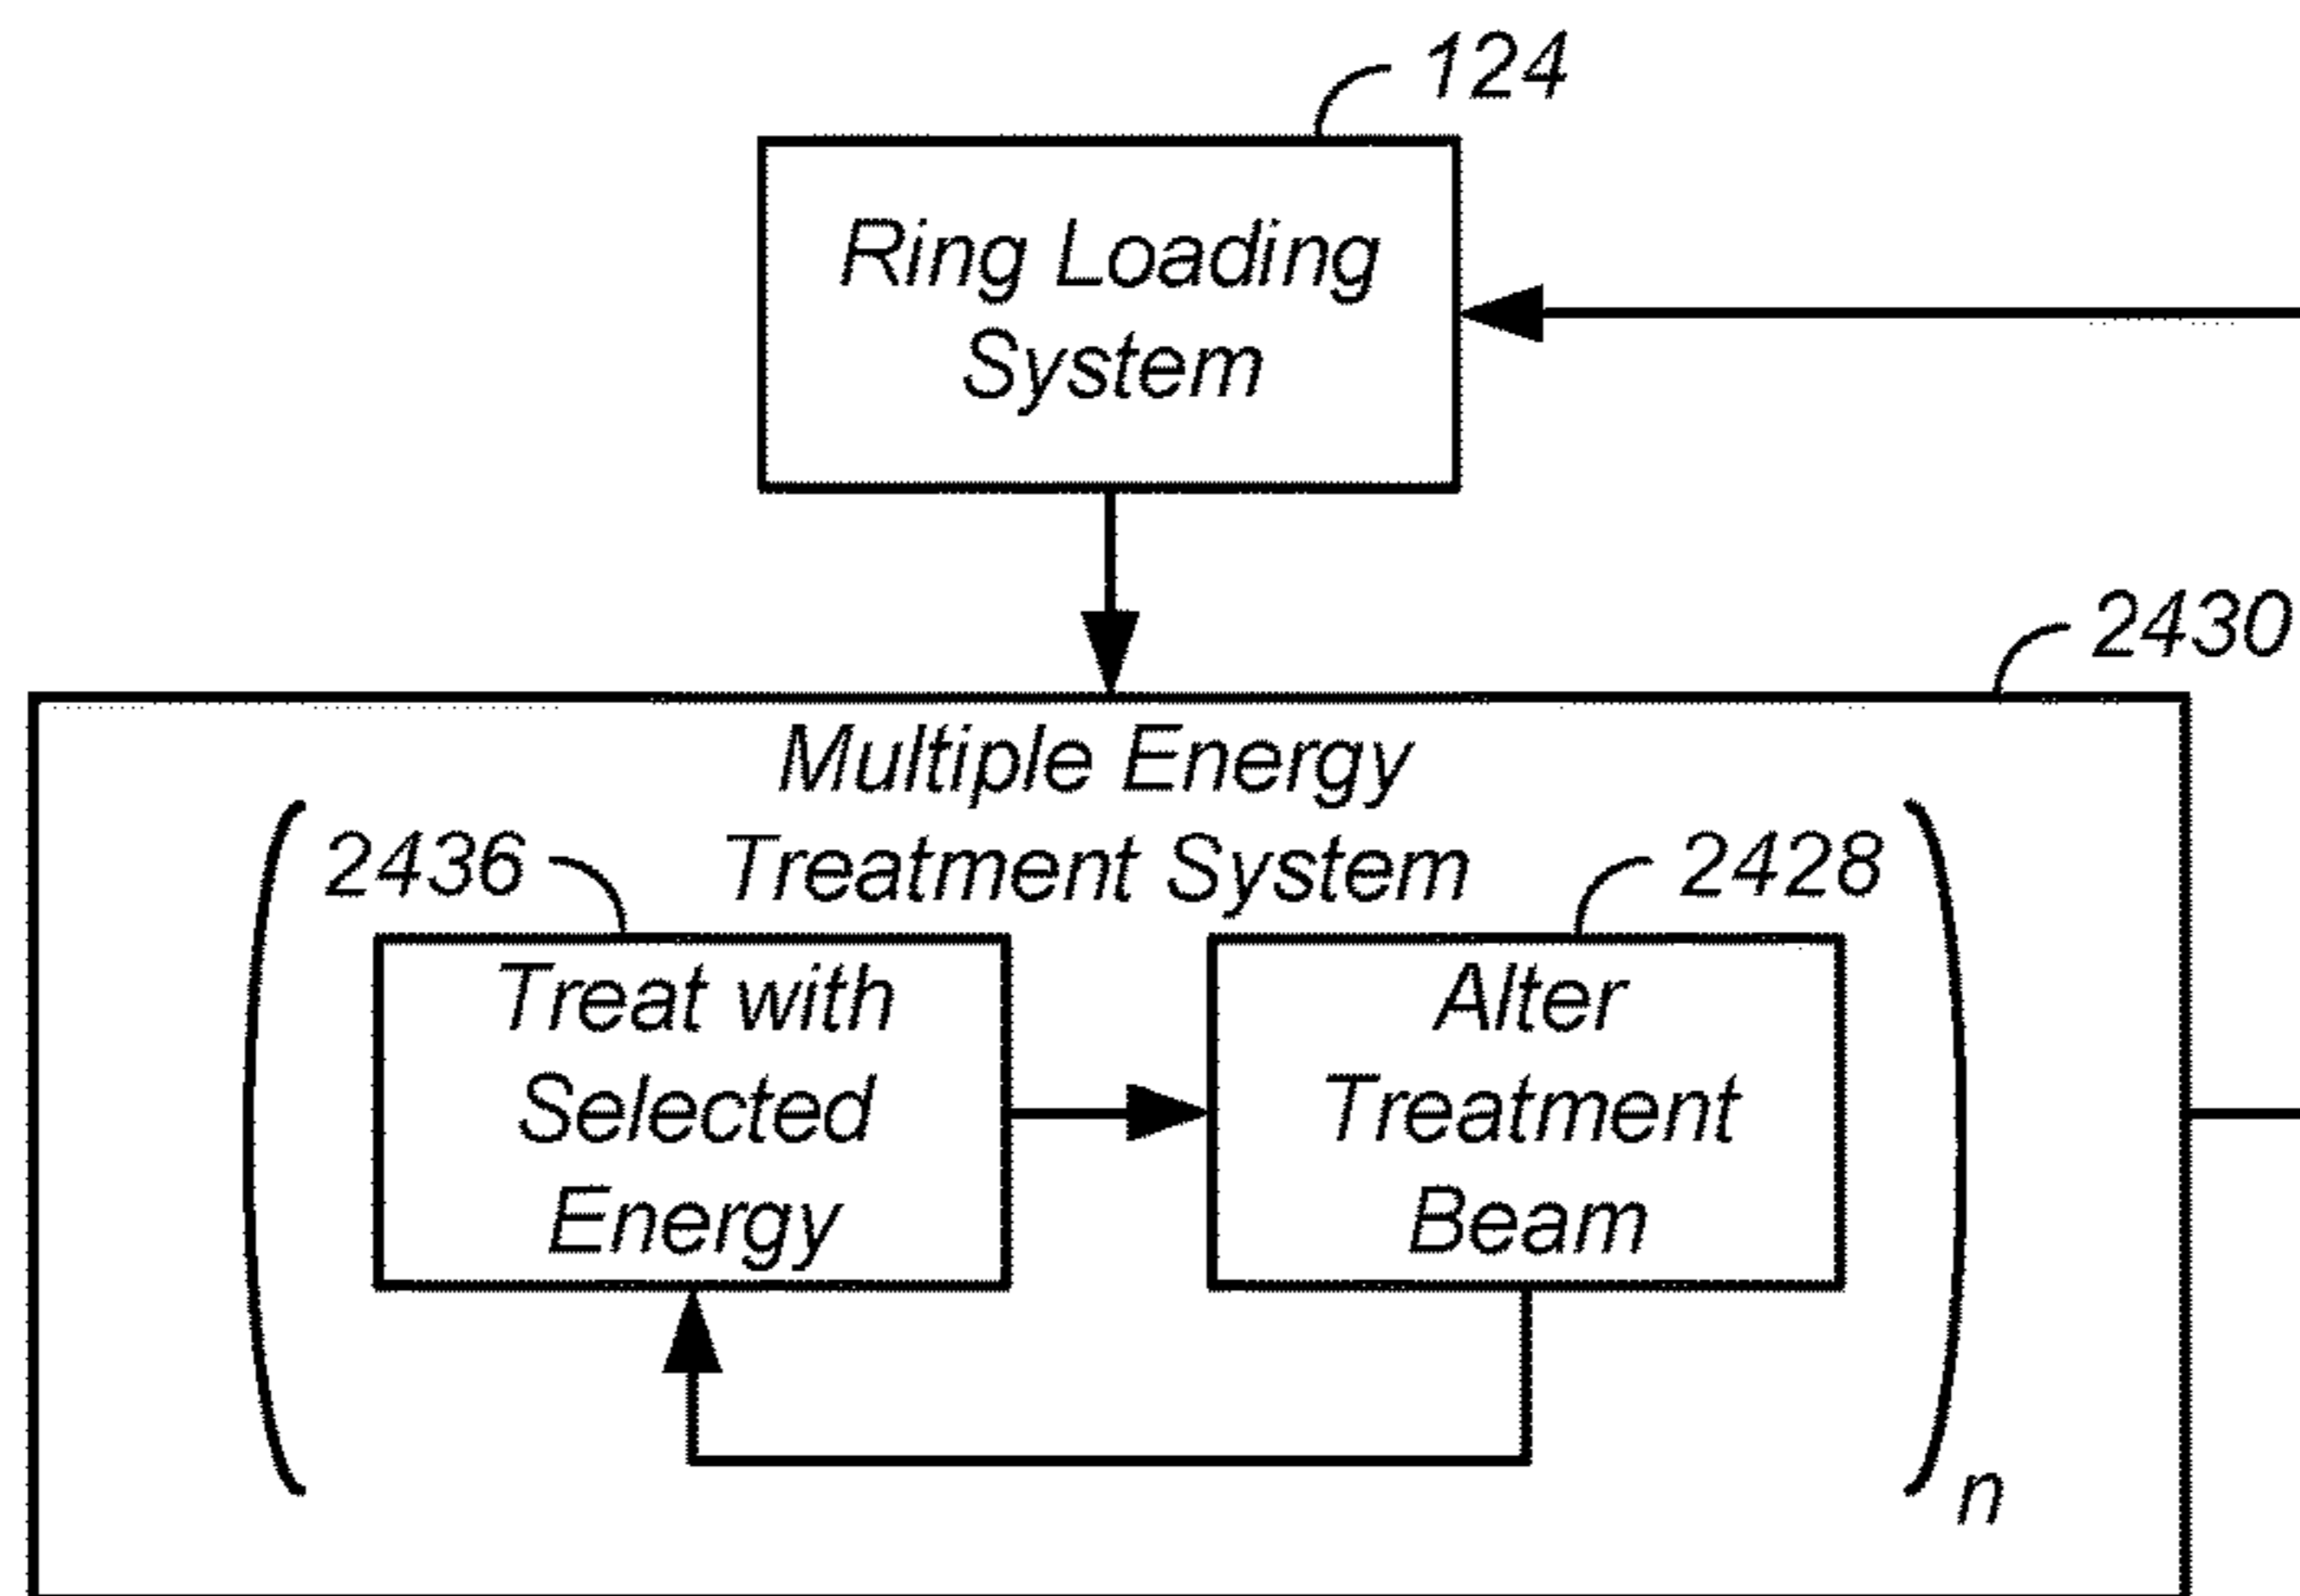 124
Ring Loading
System
2430
Multiple Energy
Treatment System
2436
2428
Treat with
Selected
Energy
Alter
Treatment
Beam
n